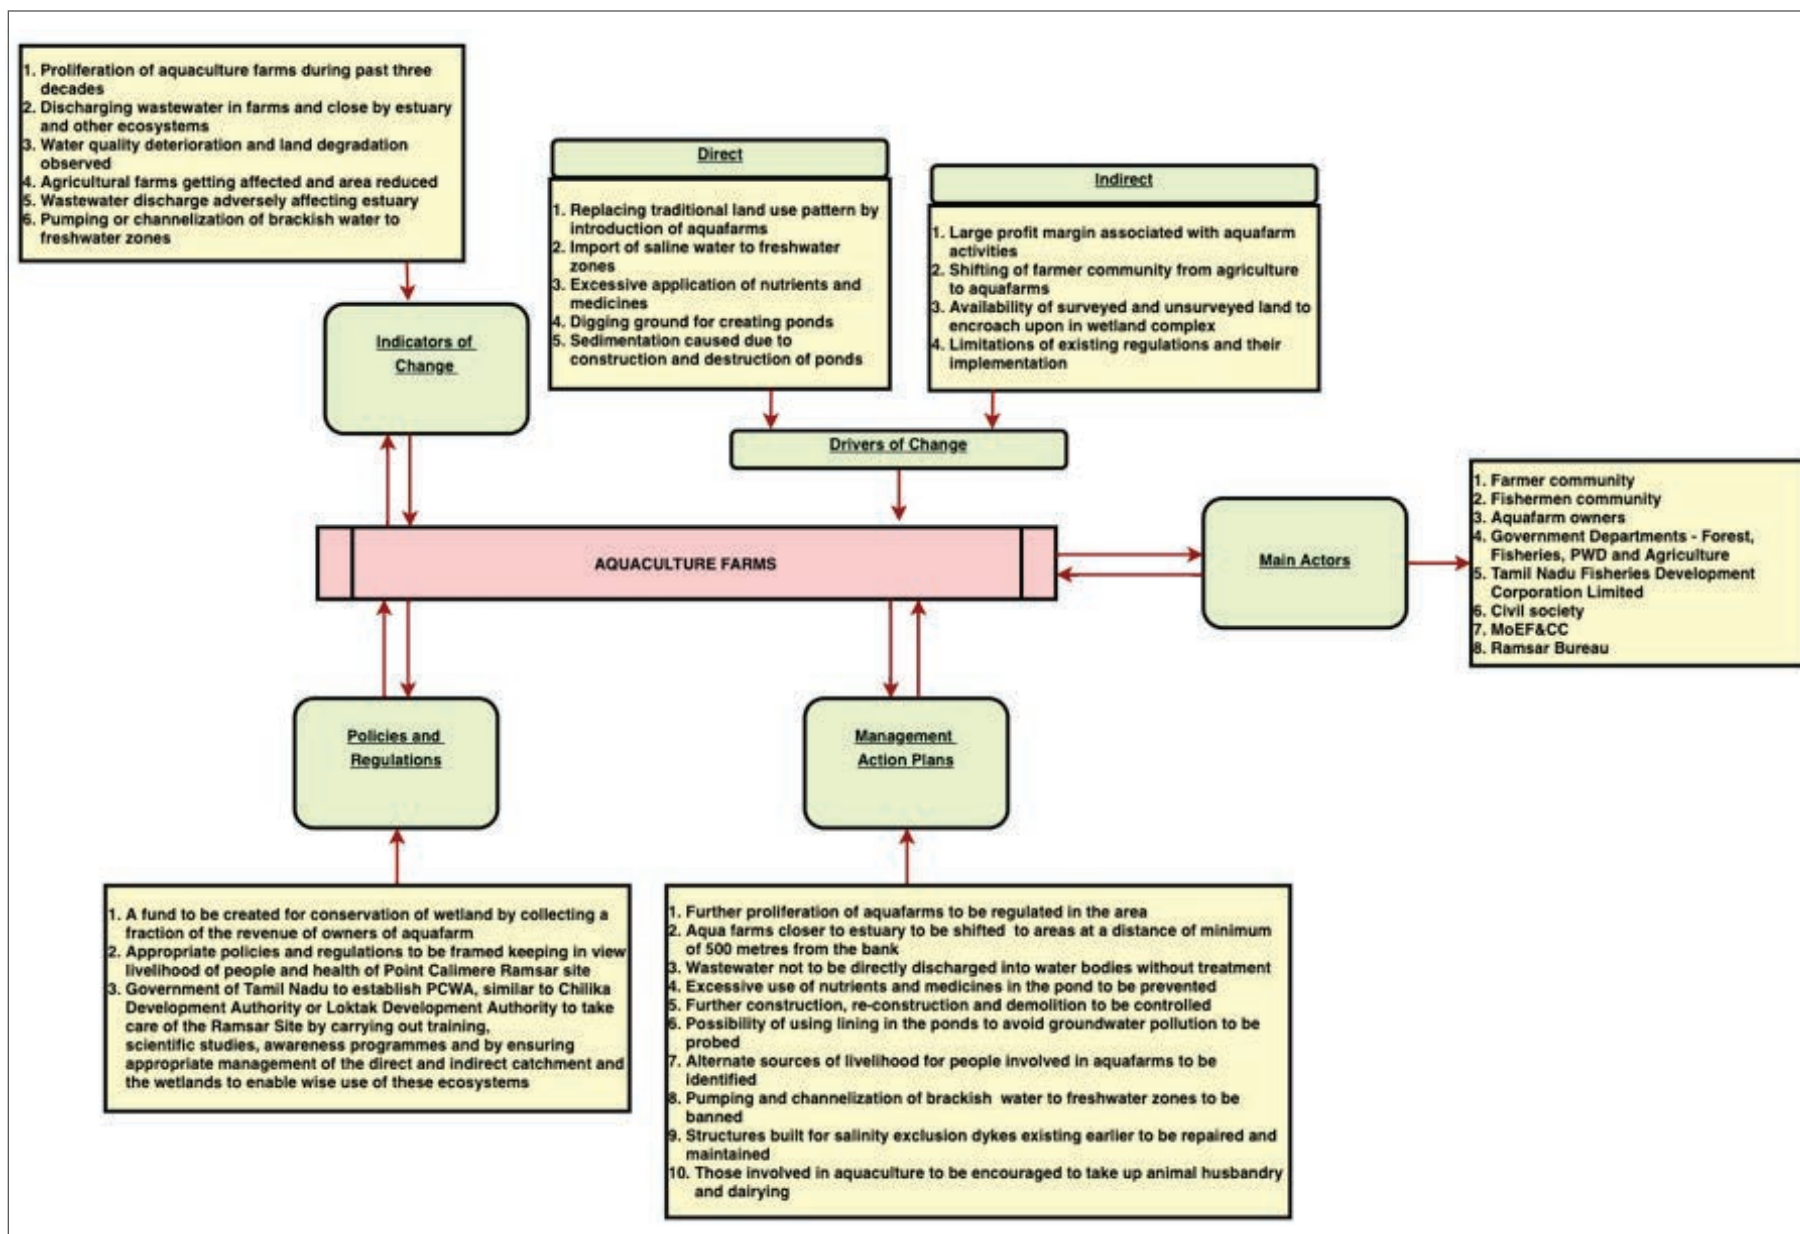 1. Proliferation of aquaculture farms during past three
decades
2. Discharging wastewater in farms and close by estuary
and other ecosystems
3. Water quality deterioration and land degradation
observed
4. Agricultural farms getting affected and area reduced
5. Wastewater discharge adversely affecting estuary
6. Pumping or channelization of brackish water to
freshwater zones
Direct
1. Replacing traditional land use pattern by
introduction of aquafarms
2. Import of saline water to freshwater
zones
3. Excessive application of nutrients and
medicines
4. Digging ground for creating ponds
5. Sedimentation caused due to
construction and destruction of ponds
Indirect
1. Large profit margin associated with aquafarm
activities
2. Shifting of farmer community from agriculture
to aquafarms
3. Availability of surveyed and unsurveyed land to
encroach upon in wetland complex
4. Limitations of existing regulations and their
implementation
Indicators of
Change
Drivers of Change
AQUACULTURE FARMS
Main Actors
1. Farmer community
2. Fishermen community
3. Aquafarm owners
4. Government Departments - Forest,
Fisheries, PWD and Agriculture
5. Tamil Nadu Fisheries Development
Corporation Limited
6. Civil society
7. MoEF&CC
8. Ramsar Bureau
Policies and
Regulations
Management
Action Plans
1. A fund to be created for conservation of wetland by collecting a
fraction of the revenue of owners of aquafarm
2. Appropriate policies and regulations to be framed keeping in view
livelihood of people and health of Point Calimere Ramsar site
3. Government of Tamil Nadu to establish PCWA, similar to Chilika
Development Authority or Loktak Development Authority to take
care of the Ramsar Site by carrying out training,
scientific studies, awareness programmes and by ensuring
appropriate management of the direct and indirect catchment and
the wetlands to enable wise use of these ecosystems
1. Further proliferation of aquafarms to be regulated in the area
2. Aqua farms closer to estuary to be shifted to areas at a distance of minimum
of 500 metres from the bank
3. Wastewater not to be directly discharged into water bodies without treatment
4. Excessive use of nutrients and medicines in the pond to be prevented
5. Further construction, re-construction and demolition to be controlled
6. Possibility of using lining in the ponds to avoid groundwater pollution to be
probed
7. Alternate sources of livelihood for people involved in aquafarms to be
identified
8. Pumping and channelization of brackish water to freshwater zones to be
banned
9. Structures built for salinity exclusion dykes existing earlier to be repaired and
maintained
10. Those involved in aquaculture to be encouraged to take up animal husbandry
and dairying